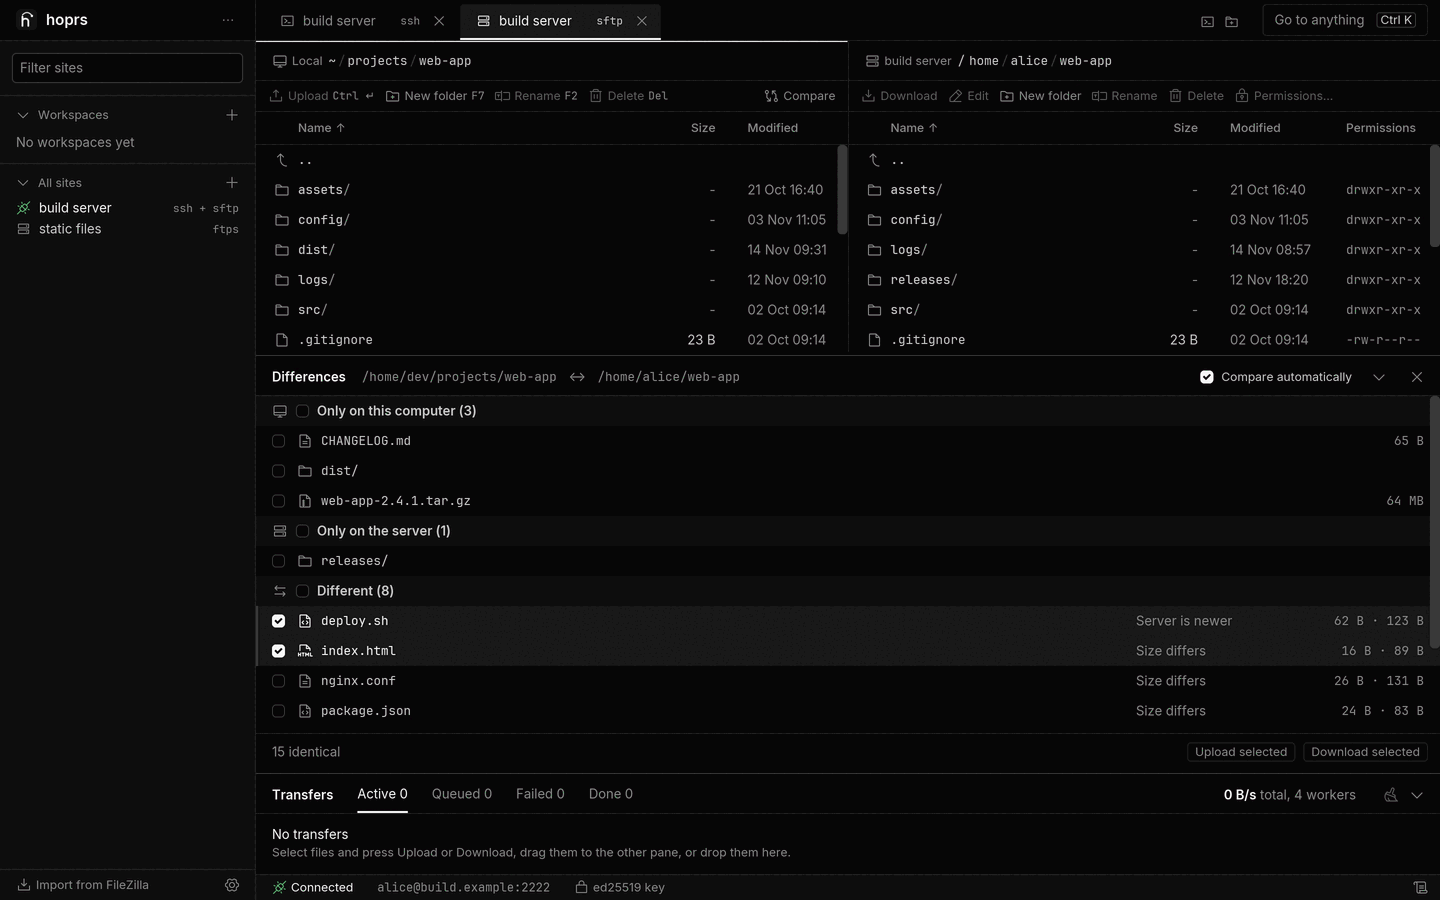 hoprs
build server ssh
build server sftp
Go to anything Ctrl K
Filter sites
Workspaces
No workspaces yet
All sites
build server ssh + sftp
static files ftps
Import from FileZilla
Local ~ / projects / web-app
Upload Ctrl ↵ New folder F7 Rename F2 Delete Del Compare
Name ↑ Size Modified
..
assets/ - 21 Oct 16:40
config/ - 03 Nov 11:05
dist/ - 14 Nov 09:31
logs/ - 12 Nov 09:10
src/ - 02 Oct 09:14
.gitignore 23 B 02 Oct 09:14
build server / home / alice / web-app
Download Edit New folder Rename Delete Permissions...
Name ↑ Size Modified Permissions
..
assets/ - 21 Oct 16:40 drwxr-xr-x
config/ - 03 Nov 11:05 drwxr-xr-x
logs/ - 14 Nov 08:57 drwxr-xr-x
releases/ - 12 Nov 18:20 drwxr-xr-x
src/ - 02 Oct 09:14 drwxr-xr-x
.gitignore 23 B 02 Oct 09:14 -rw-r--r--
Differences /home/dev/projects/web-app ↔ /home/alice/web-app Compare automatically
Only on this computer (3)
CHANGELOG.md 65 B
dist/
web-app-2.4.1.tar.gz 64 MB
Only on the server (1)
releases/
Different (8)
deploy.sh Server is newer 62 B · 123 B
index.html Size differs 16 B · 89 B
nginx.conf Size differs 26 B · 131 B
package.json Size differs 24 B · 83 B
15 identical Upload selected Download selected
Transfers Active 0 Queued 0 Failed 0 Done 0 0 B/s total, 4 workers
No transfers
Select files and press Upload or Download, drag them to the other pane, or drop them here.
Connected alice@build.example:2222 ed25519 key